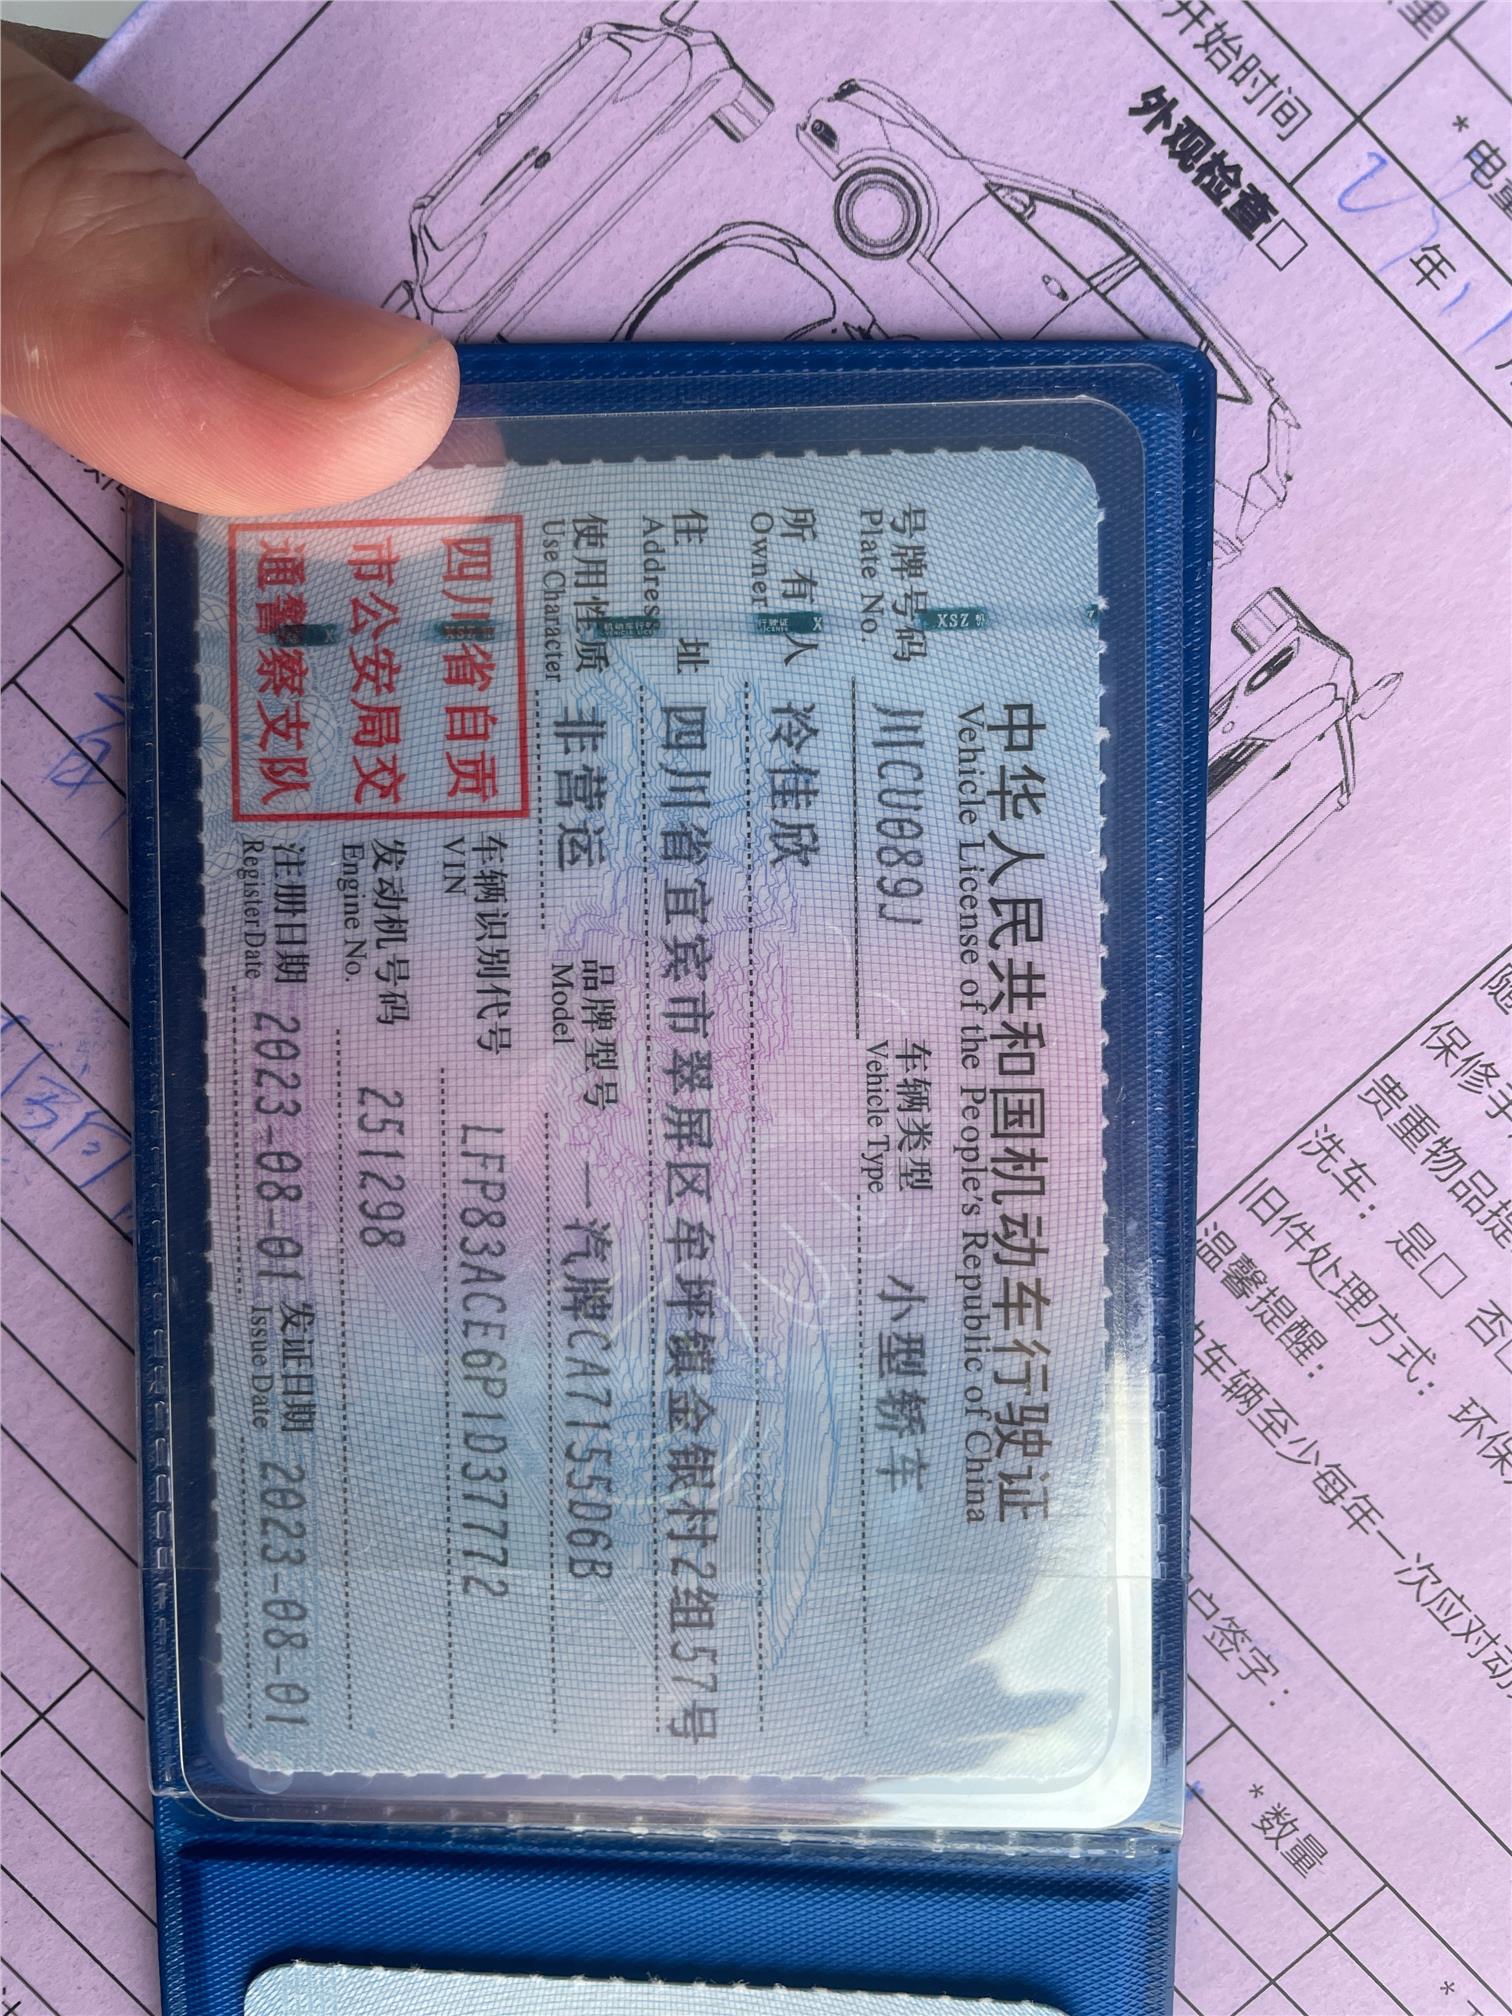 中华人民共和国机动车行驶证
Vehicle License of the People's Republic of China
号牌号码 川CU089J 车辆类型 小型轿车
Plate No. Vehicle Type
所有人 冷佳欣
Owner
住址 四川省宜宾市翠屏区牟坪镇金银村2组57号
Address
使用性质 非营运 品牌型号 一汽牌CA7155D6B
Use Character Model
四川省自贡
市公安局交
通警察支队
车辆识别代号 LFP83ACE6P1D37772
VIN
发动机号码 251298
Engine No.
注册日期 2023-08-01 发证日期 2023-08-01
Register Date Issue Date
开始时间
年
外观检查□
保修手
贵重物品提
洗车：是□ 否
旧件处理方式：环保
温馨提醒：
车辆至少每年一次应对动
户签字：
*数量